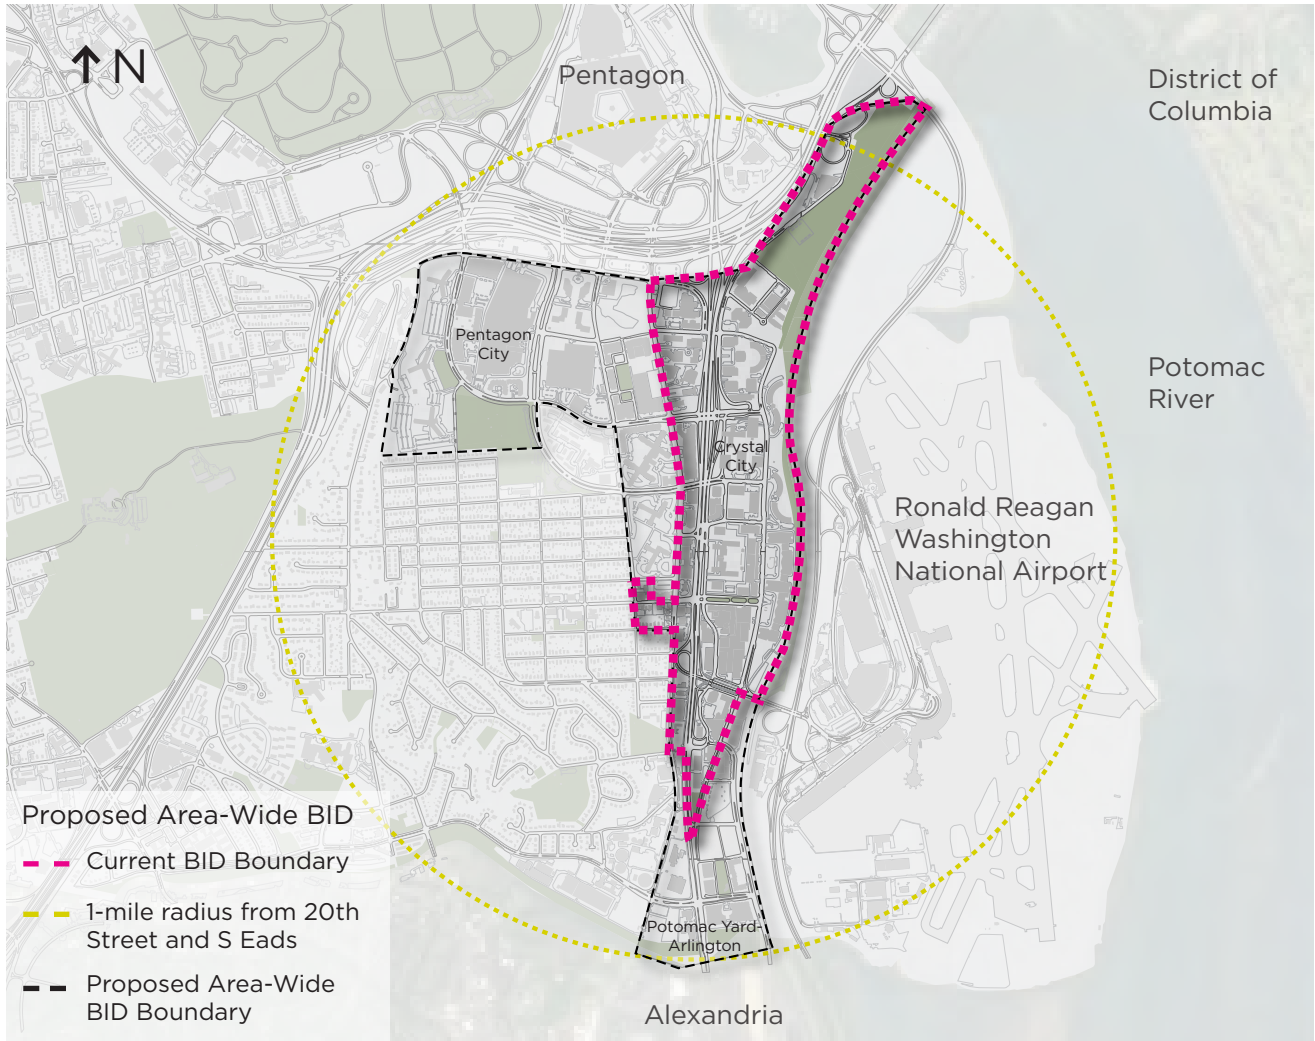 N
Pentagon
District of
Columbia
Pentagon
City
Potomac
River
Crystal
City
Ronald Reagan
Washington
National Airport
Proposed Area-Wide BID
Current BID Boundary
1-mile radius from 20th
Street and S Eads
Proposed Area-Wide
BID Boundary
Potomac Yard-
Arlington
Alexandria